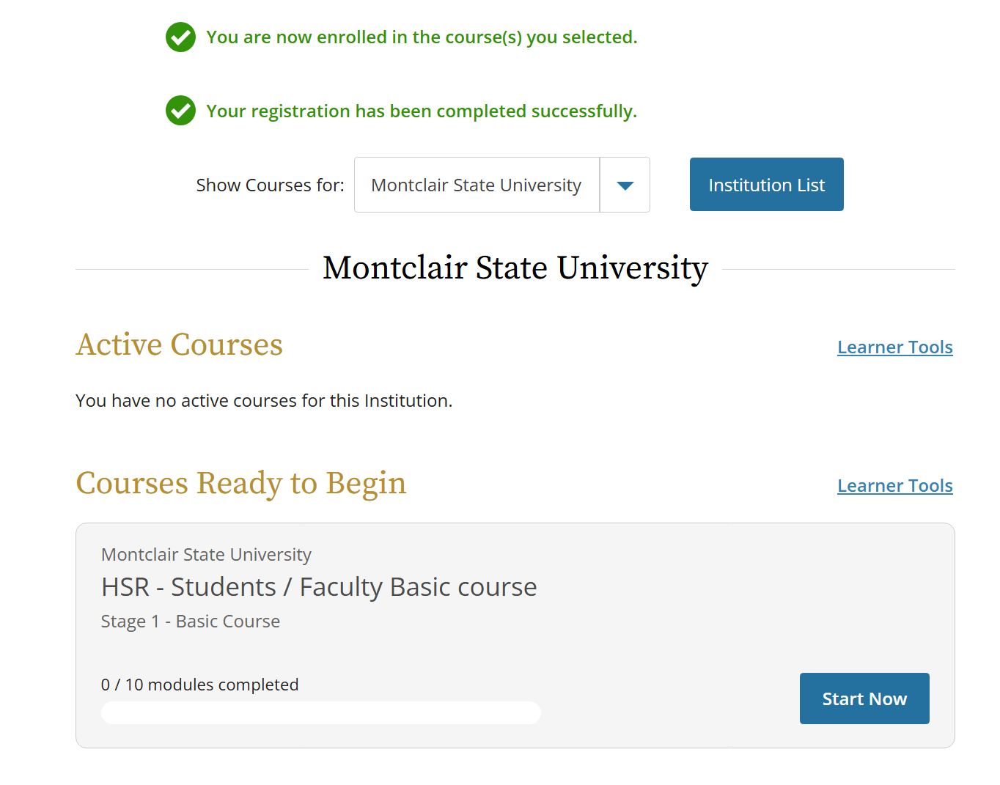 You are now enrolled in the course(s) you selected.
Your registration has been completed successfully.
Show Courses for: Montclair State University Institution List
Montclair State University
Active Courses Learner Tools
You have no active courses for this Institution.
Courses Ready to Begin Learner Tools
Montclair State University
HSR - Students / Faculty Basic course
Stage 1 - Basic Course
0 / 10 modules completed
Start Now